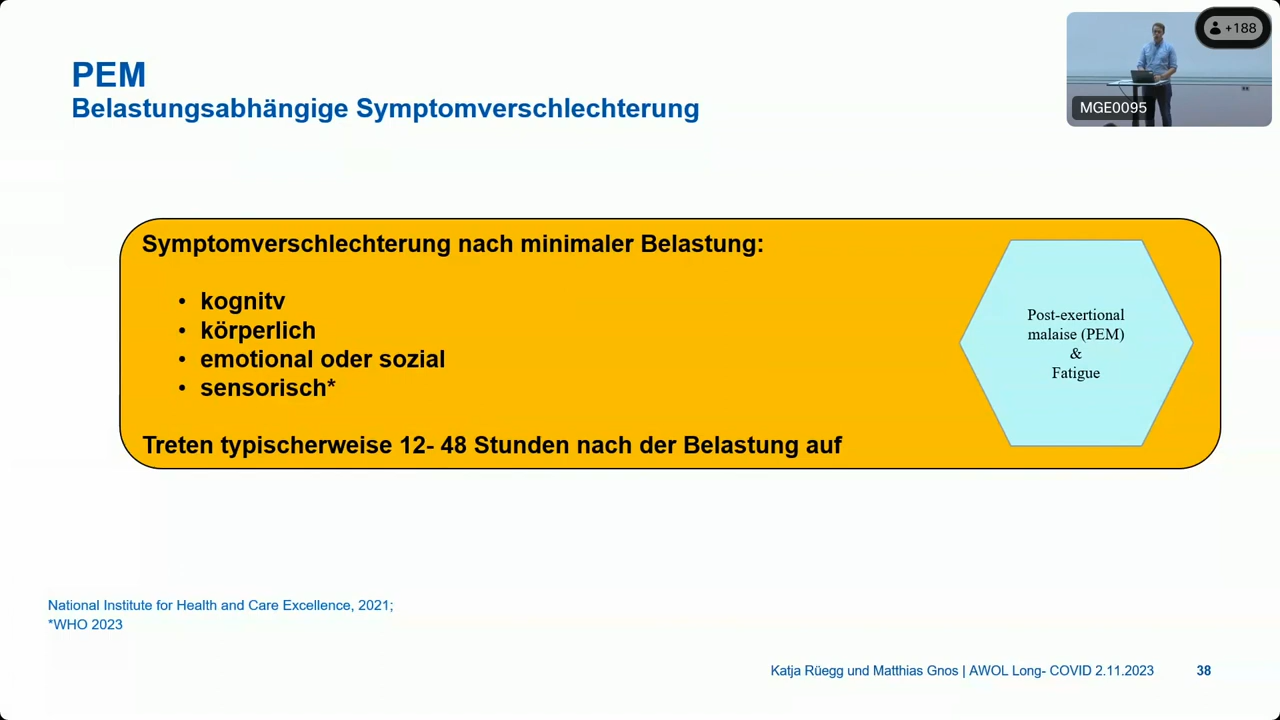 PEM
Belastungsabhängige Symptomverschlechterung
+188
MGE0095
Symptomverschlechterung nach minimaler Belastung:
• kognitv
• körperlich
• emotional oder sozial
• sensorisch*
Treten typischerweise 12- 48 Stunden nach der Belastung auf
Post-exertional
malaise (PEM)
&
Fatigue
National Institute for Health and Care Excellence, 2021;
*WHO 2023
Katja Rüegg und Matthias Gnos | AWOL Long- COVID 2.11.2023
38